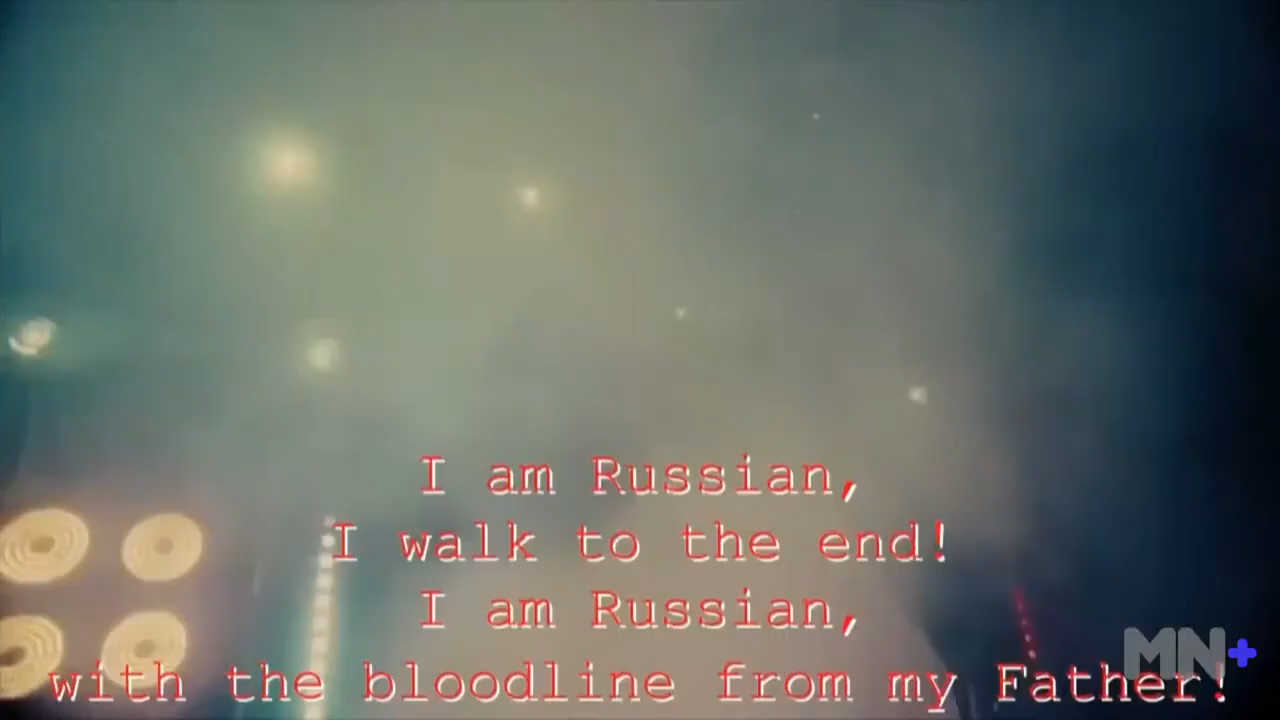 I am Russian,
I walk to the end!
I am Russian,
with the bloodline from my Father!
MN+